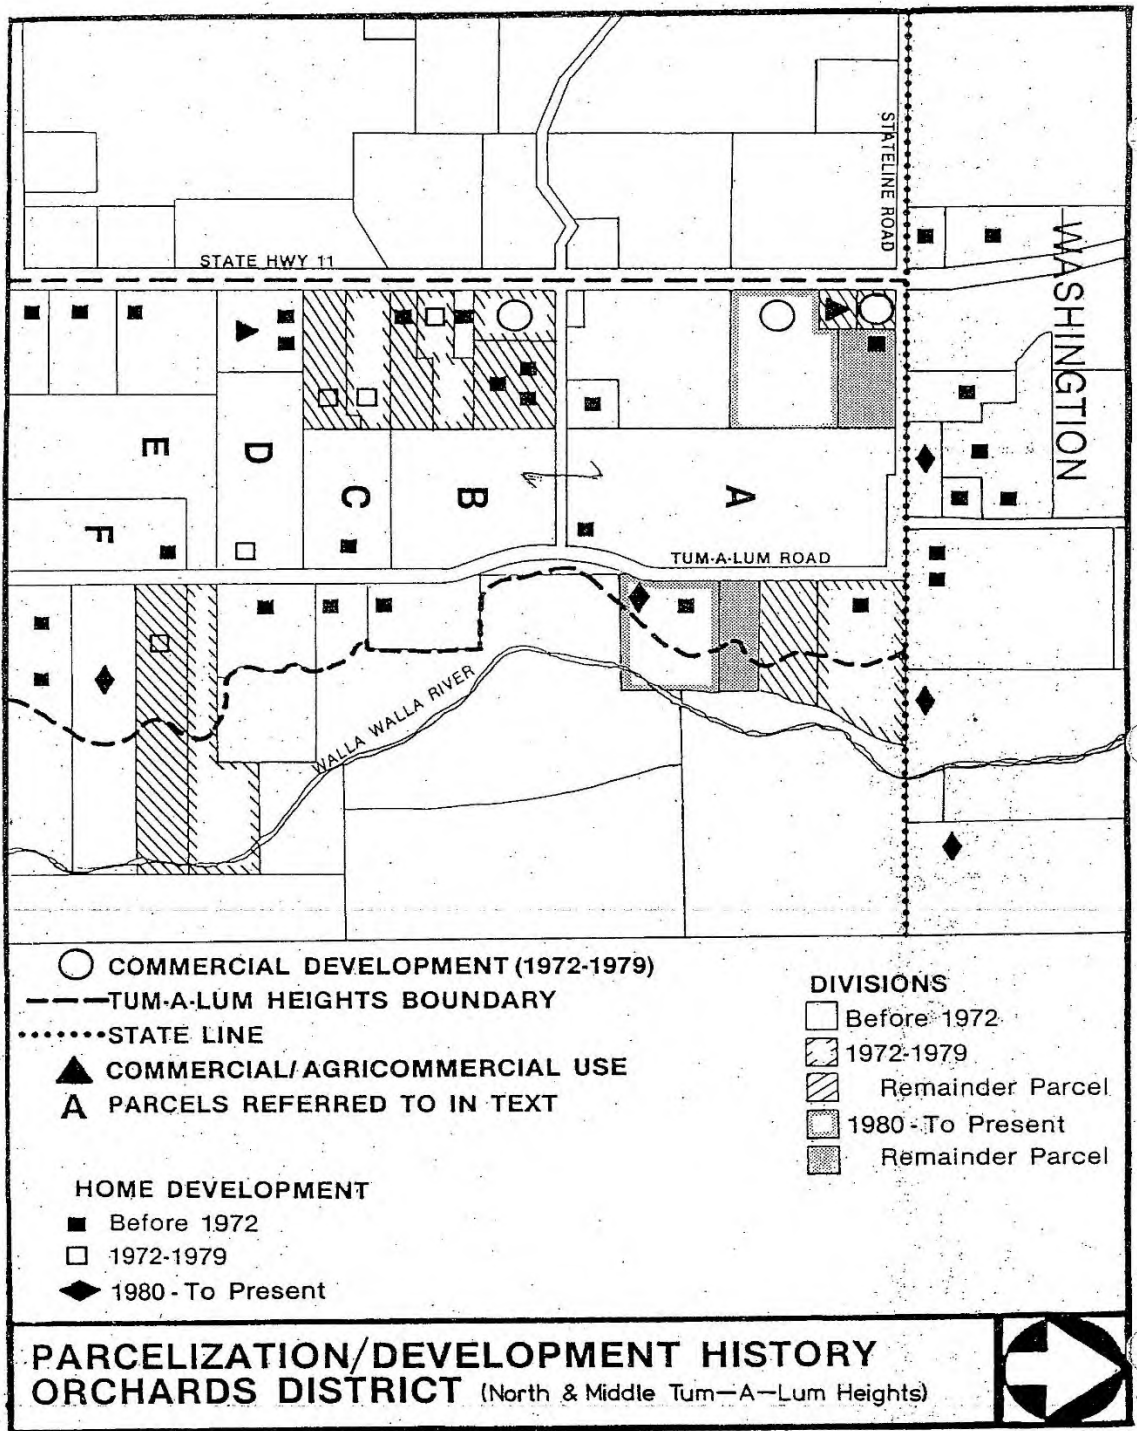 STATELINE ROAD
WASHINGTION
STATE HWY 11
E
D
C
B
A
F
TUM-A-LUM ROAD
WALLA WALLA RIVER
COMMERCIAL DEVELOPMENT (1972-1979)
TUM-A-LUM HEIGHTS BOUNDARY
STATE LINE
COMMERCIAL/AGRICOMMERCIAL USE
A PARCELS REFERRED TO IN TEXT
HOME DEVELOPMENT
Before 1972
1972-1979
1980 - To Present
DIVISIONS
Before 1972
1972-1979
Remainder Parcel
1980 - To Present
Remainder Parcel
PARCELIZATION/DEVELOPMENT HISTORY
ORCHARDS DISTRICT (North & Middle Tum-A-Lum Heights)